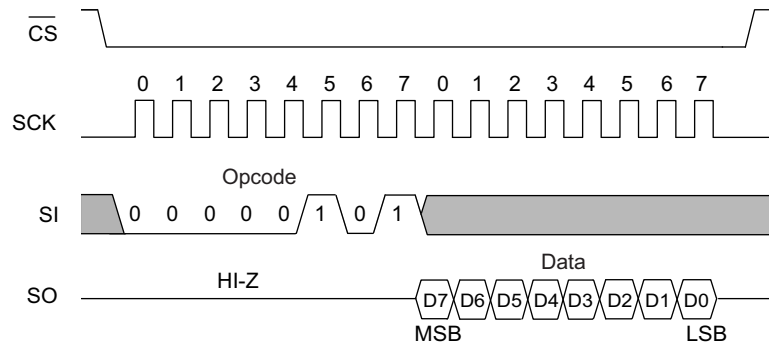 CS
0 1 2 3 4 5 6 7 0 1 2 3 4 5 6 7
SCK
Opcode
SI 0 0 0 0 0 1 0 1
Data
HI-Z
SO D7 D6 D5 D4 D3 D2 D1 D0
MSB LSB